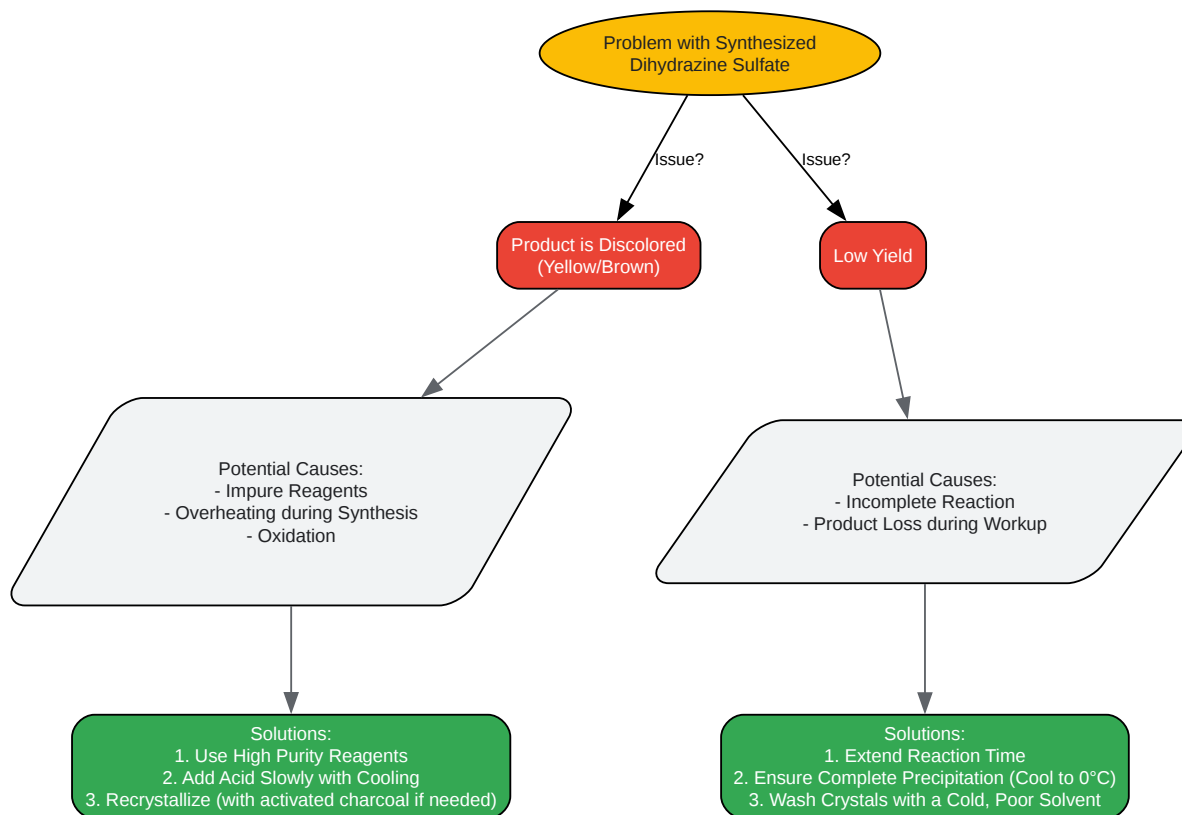 Problem with Synthesized
Dihydrazine Sulfate
Issue?
Issue?
Product is Discolored
(Yellow/Brown)
Low Yield
Potential Causes:
- Impure Reagents
- Overheating during Synthesis
- Oxidation
Potential Causes:
- Incomplete Reaction
- Product Loss during Workup
Solutions:
1. Use High Purity Reagents
2. Add Acid Slowly with Cooling
3. Recrystallize (with activated charcoal if needed)
Solutions:
1. Extend Reaction Time
2. Ensure Complete Precipitation (Cool to 0°C)
3. Wash Crystals with a Cold, Poor Solvent